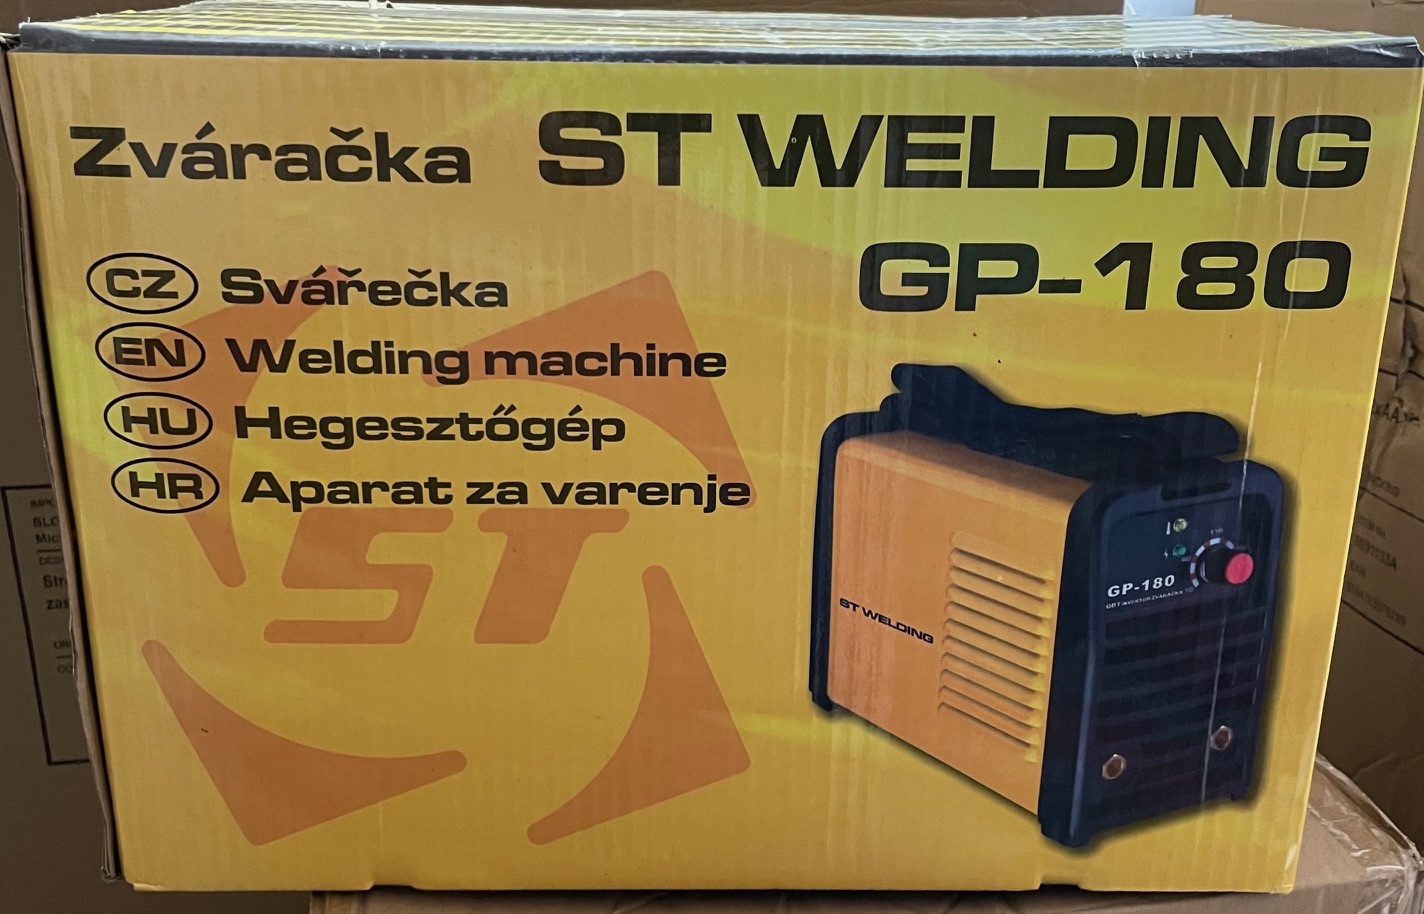 Zváračka ST WELDING
GP-180
CZ Svářečka
EN Welding machine
HU Hegesztőgép
HR Aparat za varenje
ST
ST WELDING
GP-180